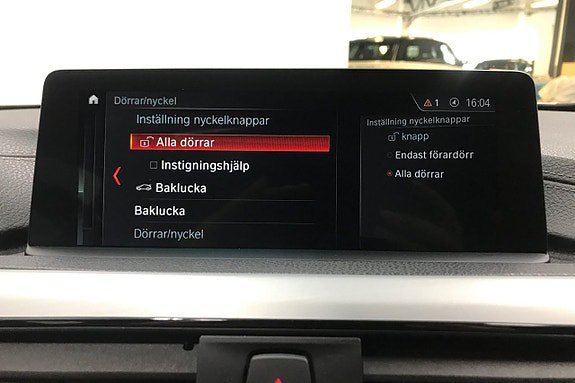 Dörrar/nyckel
1 16:04
Inställning nyckelknappar
Alla dörrar
Instigningshjälp
Baklucka
Baklucka
Dörrar/nyckel
Inställning nyckelknappar
knapp
Endast förardörr
Alla dörrar